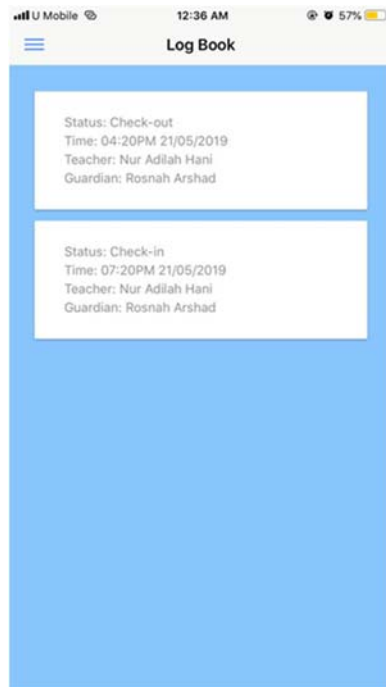 U Mobile 12:36 AM 57%
Log Book
Status: Check-out
Time: 04:20PM 21/05/2019
Teacher: Nur Adilah Hani
Guardian: Rosnah Arshad
Status: Check-in
Time: 07:20PM 21/05/2019
Teacher: Nur Adilah Hani
Guardian: Rosnah Arshad